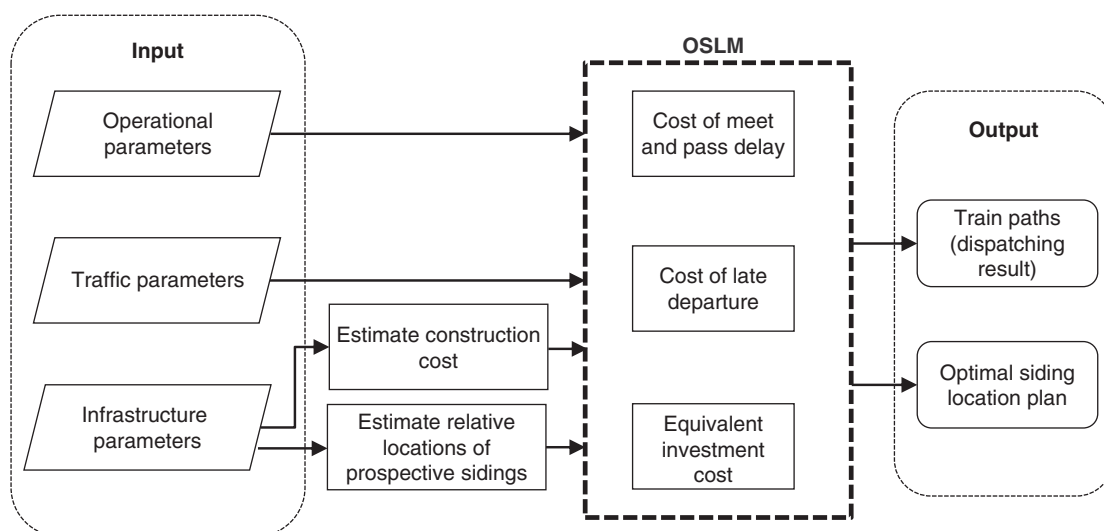 Input
Operational
parameters
Traffic parameters
Infrastructure
parameters
Estimate construction
cost
Estimate relative
locations of
prospective sidings
OSLM
Cost of meet
and pass delay
Cost of late
departure
Equivalent
investment
cost
Output
Train paths
(dispatching
result)
Optimal siding
location plan